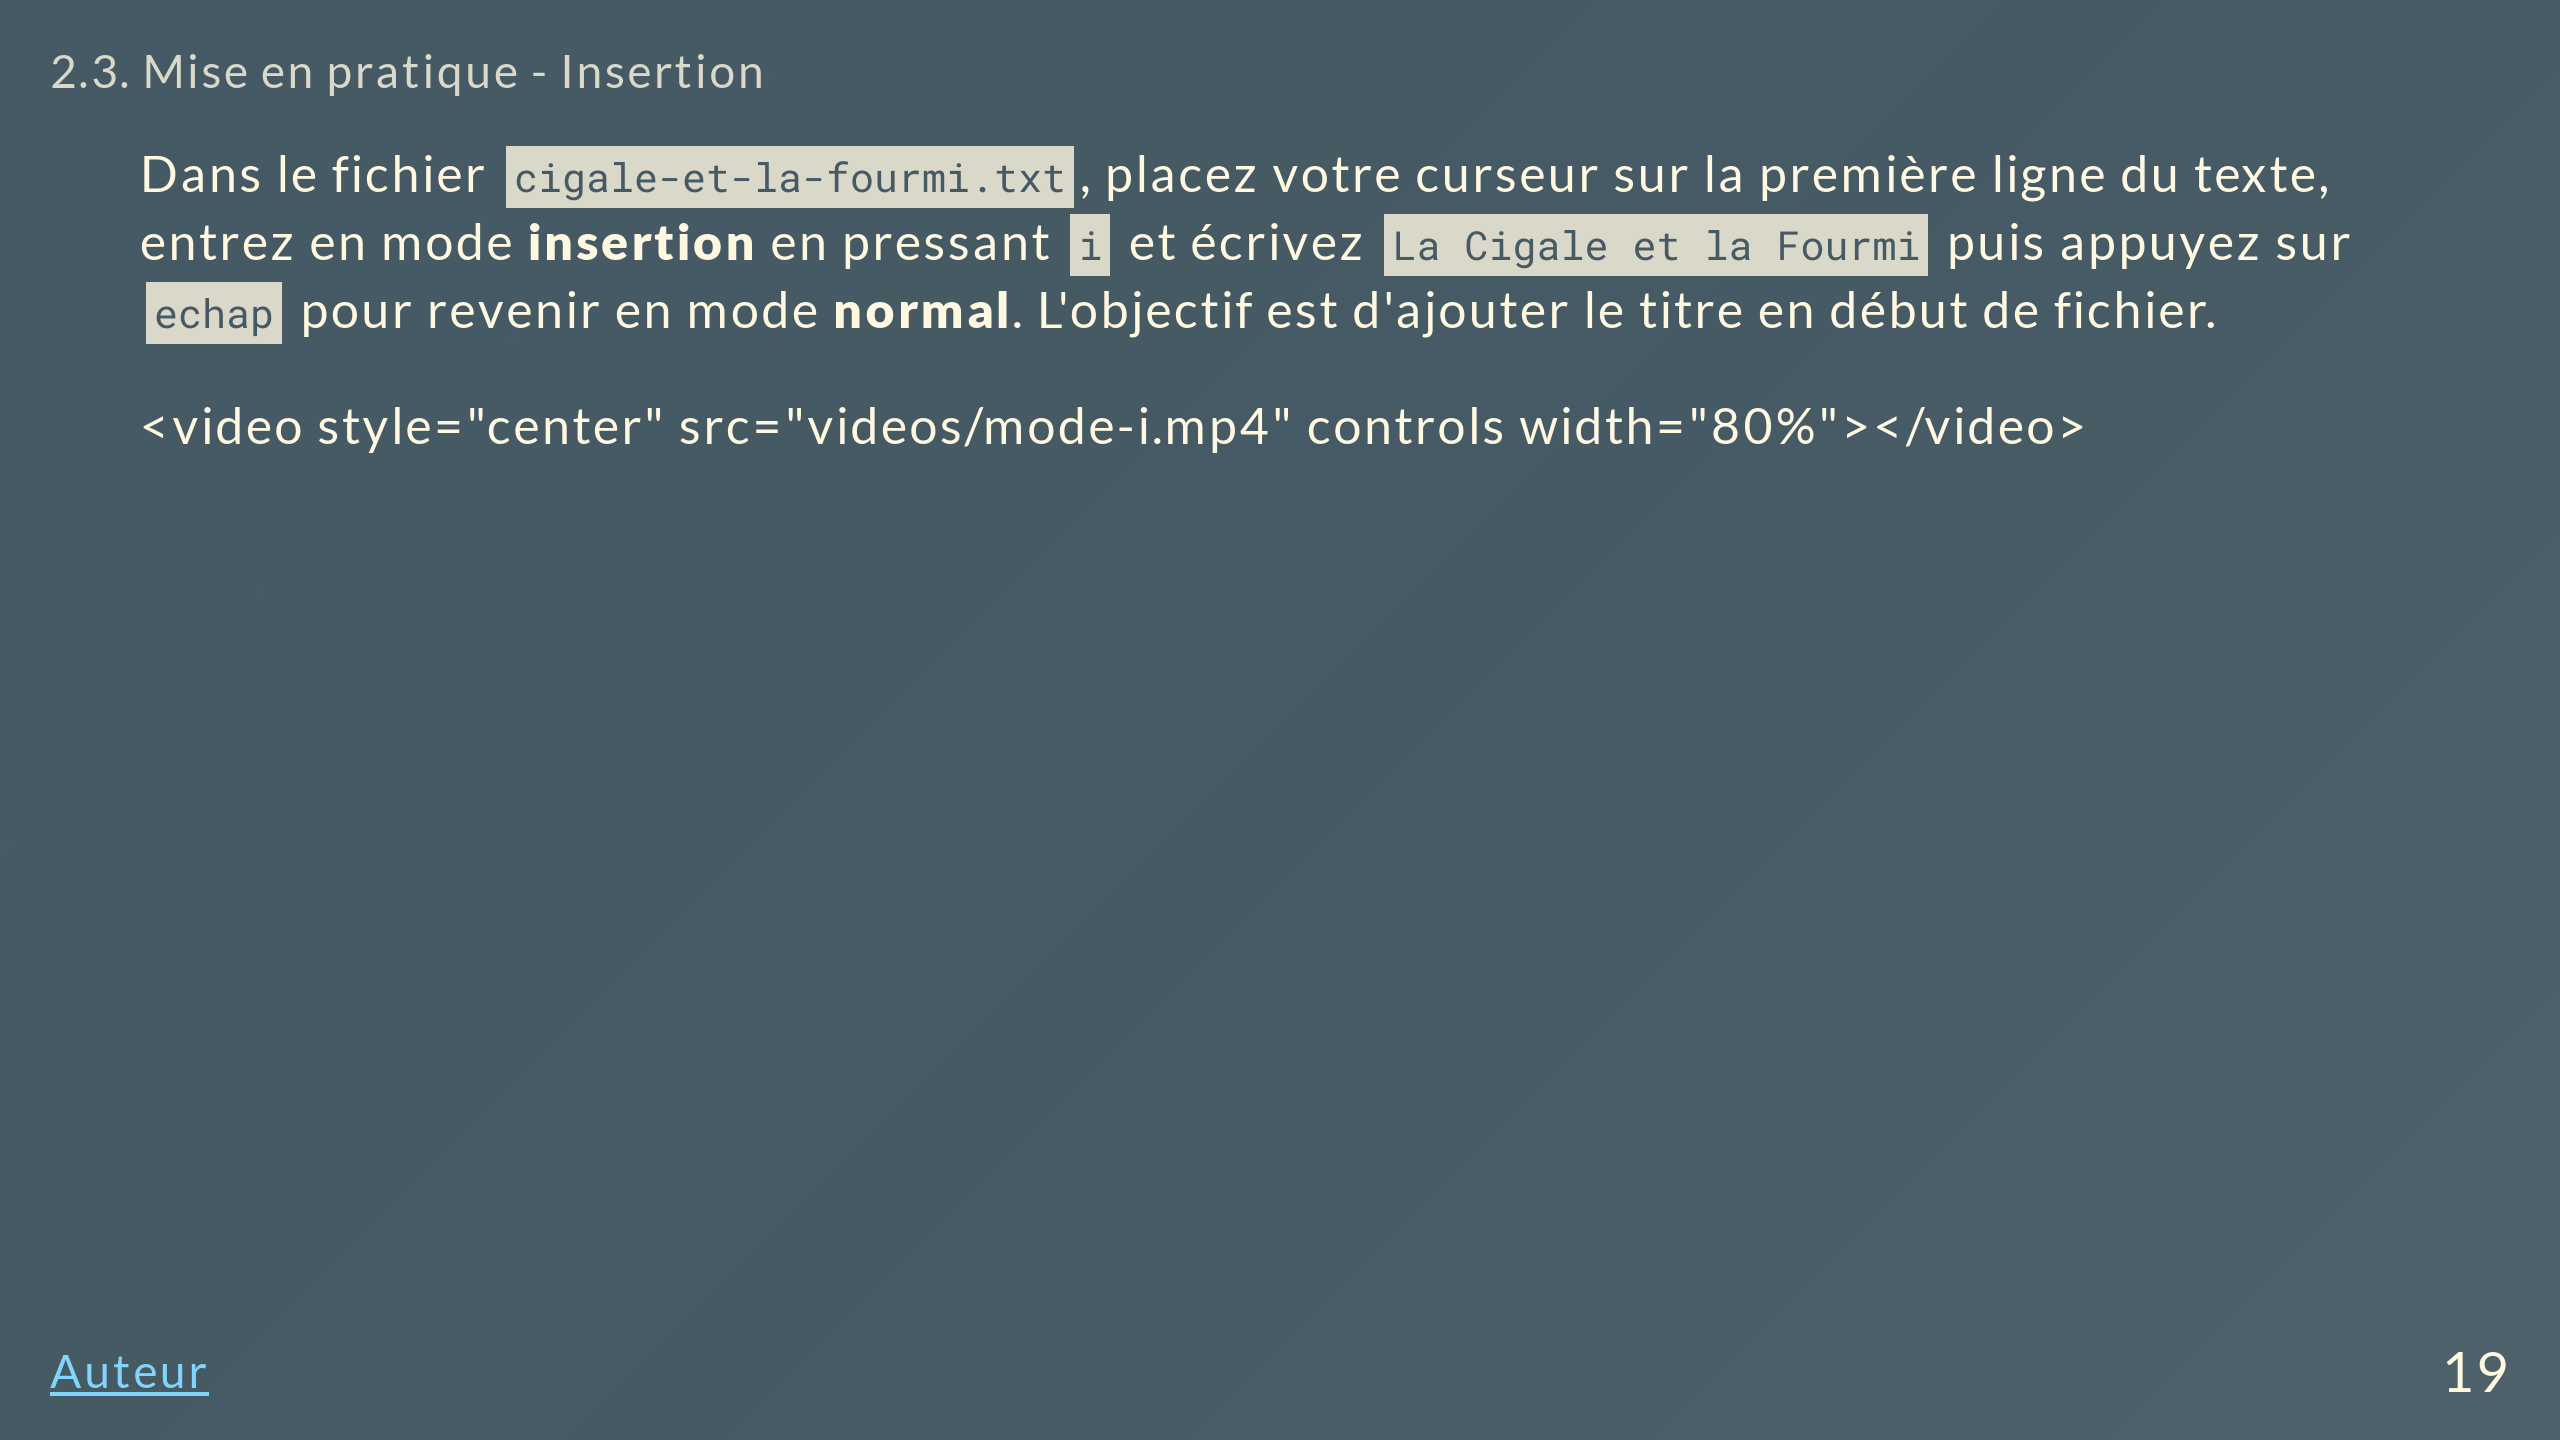 2.3. Mise en pratique - Insertion
Dans le fichier cigale-et-la-fourmi.txt, placez votre curseur sur la première ligne du texte,
entrez en mode insertion en pressant i et écrivez La Cigale et la Fourmi puis appuyez sur
echap pour revenir en mode normal. L'objectif est d'ajouter le titre en début de fichier.
<video style="center" src="videos/mode-i.mp4" controls width="80%"></video>
Auteur
19